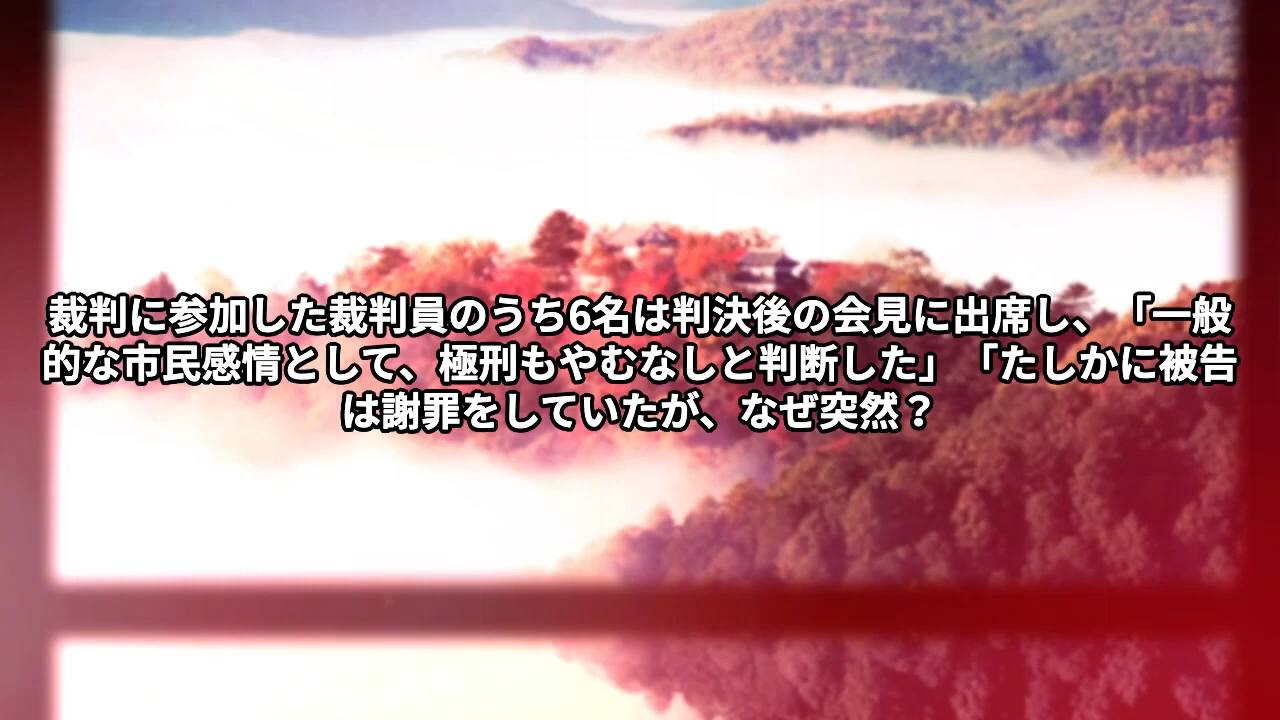 裁判に参加した裁判員のうち6名は判決後の会見に出席し、「一般
的な市民感情として、極刑もやむなしと判断した」「たしかに被告
は謝罪をしていたが、なぜ突然？